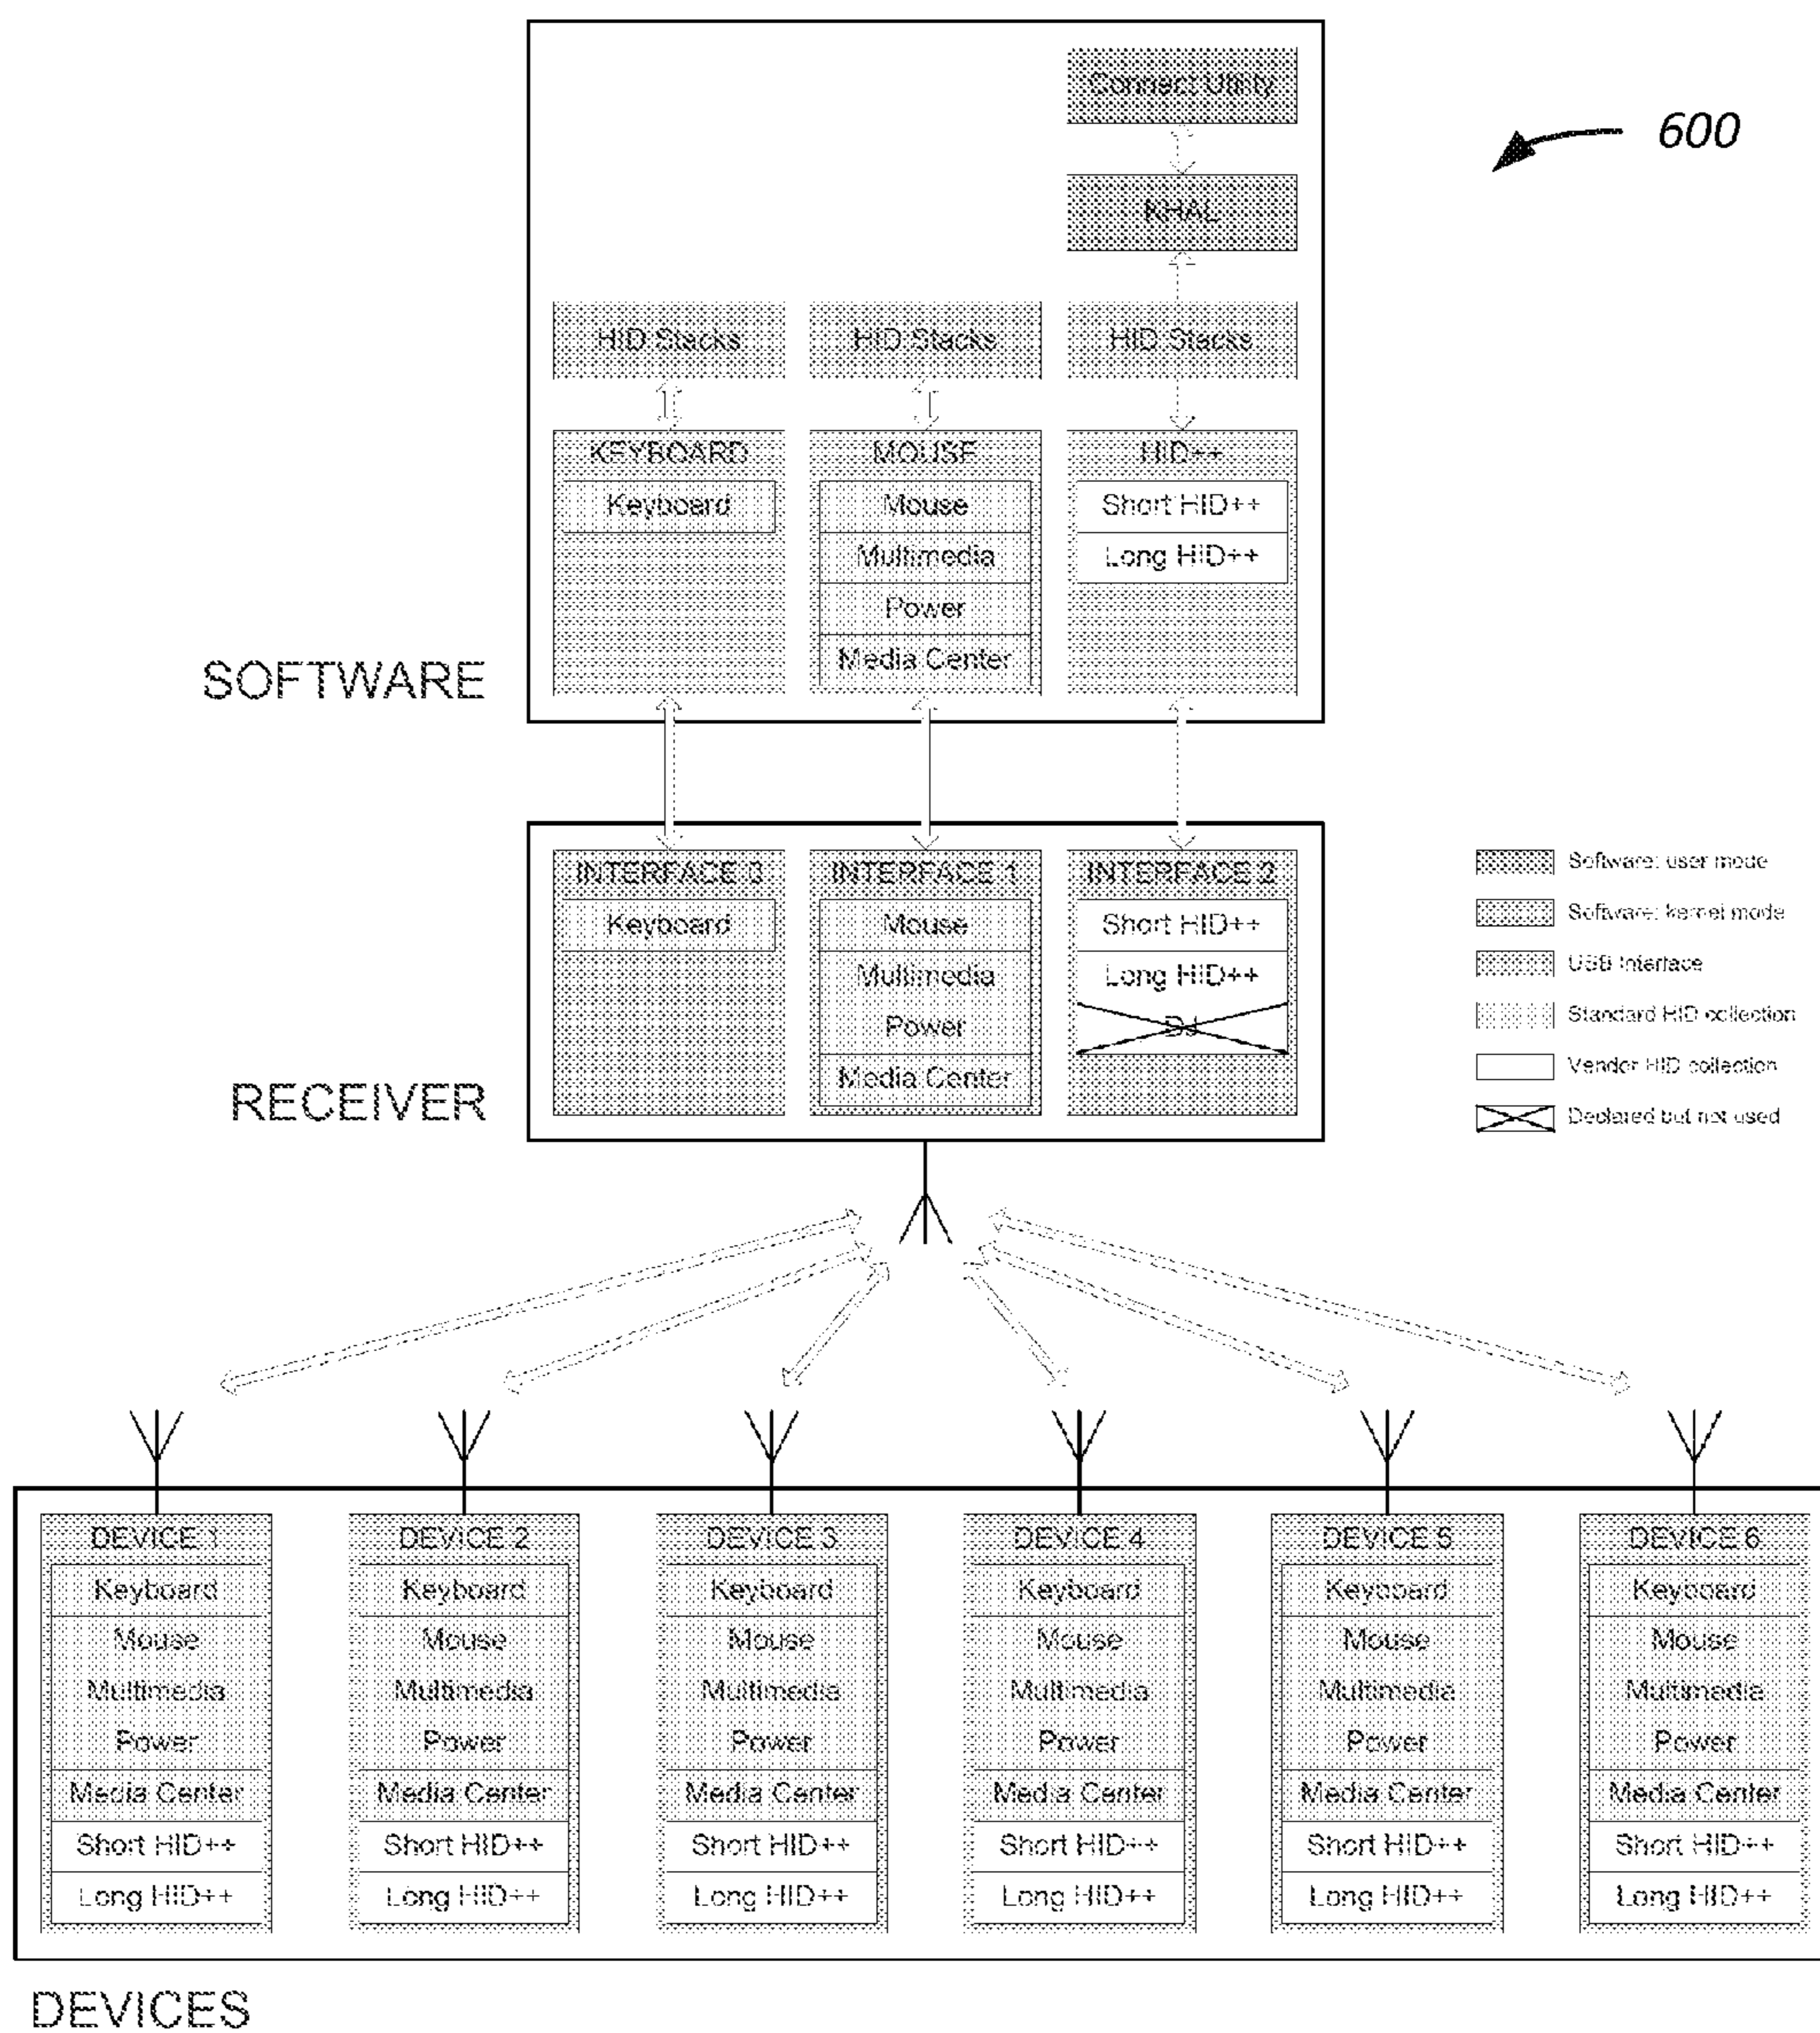 Connect Utility
600
KHAL
HID Stacks
HID Stacks
HID Stacks
KEYBOARD
MOUSE
HID++
Keyboard
Mouse
Short HID++
Multimedia
Long HID++
Power
Media Center
SOFTWARE
INTERFACE 0
INTERFACE 1
INTERFACE 2
Keyboard
Mouse
Short HID++
Multimedia
Long HID++
Power
DJ
Media Center
RECEIVER
Software: user mode
Software: kernel mode
USB Interface
Standard HID collection
Vendor HID collection
Declared but not used
DEVICE 1
Keyboard
Mouse
Multimedia
Power
Media Center
Short HID++
Long HID++
DEVICE 2
Keyboard
Mouse
Multimedia
Power
Media Center
Short HID++
Long HID++
DEVICE 3
Keyboard
Mouse
Multimedia
Power
Media Center
Short HID++
Long HID++
DEVICE 4
Keyboard
Mouse
Multimedia
Power
Media Center
Short HID++
Long HID++
DEVICE 5
Keyboard
Mouse
Multimedia
Power
Media Center
Short HID++
Long HID++
DEVICE 6
Keyboard
Mouse
Multimedia
Power
Media Center
Short HID++
Long HID++
DEVICES